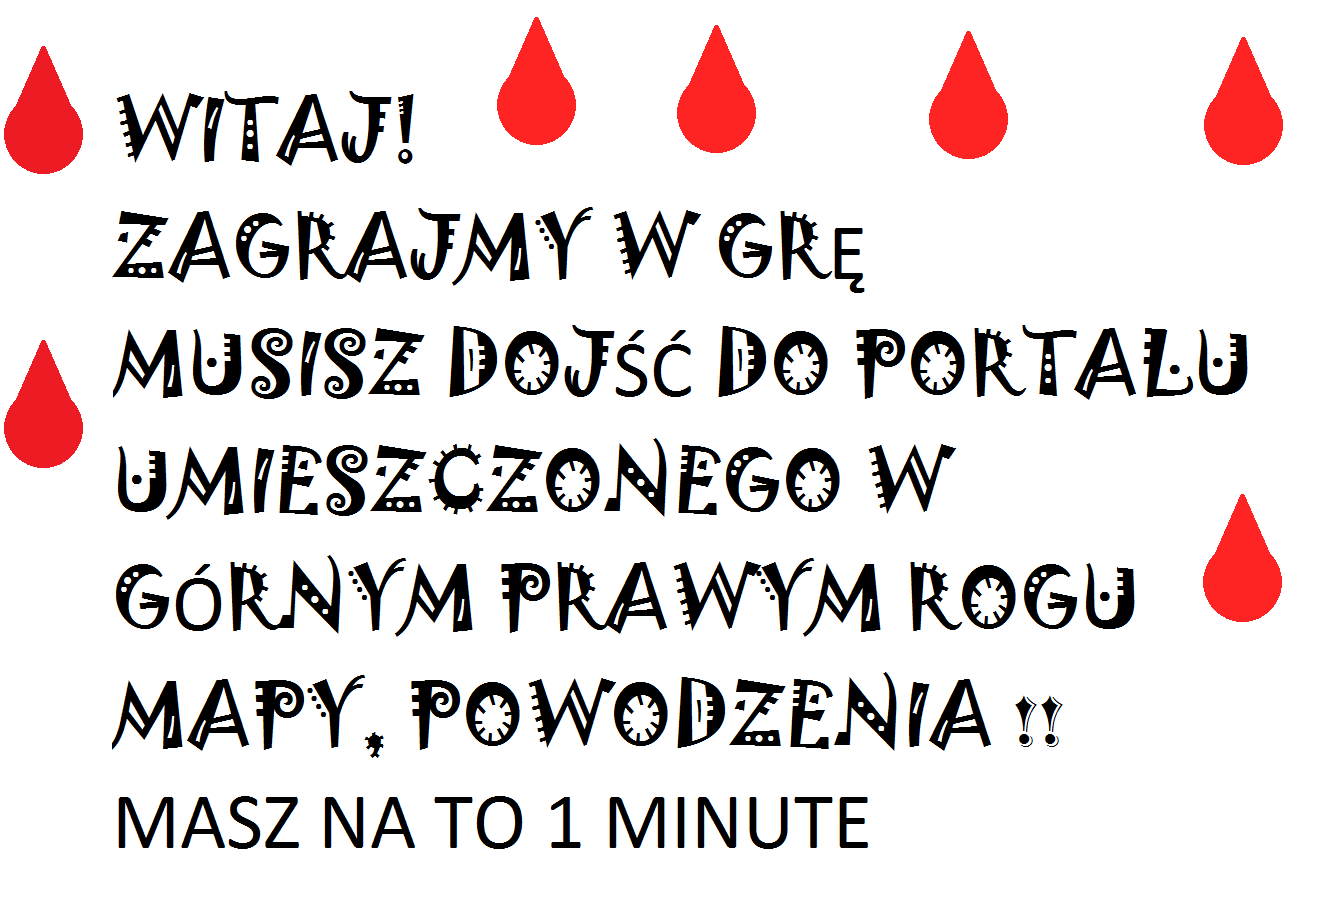 WITAJ!
ZAGRAJMY W GRĘ
MUSISZ DOJŚĆ DO PORTALU
UMIESZCZONEGO W
GÓRNYM PRAWYM ROGU
MAPY, POWODZENIA !!
MASZ NA TO 1 MINUTE